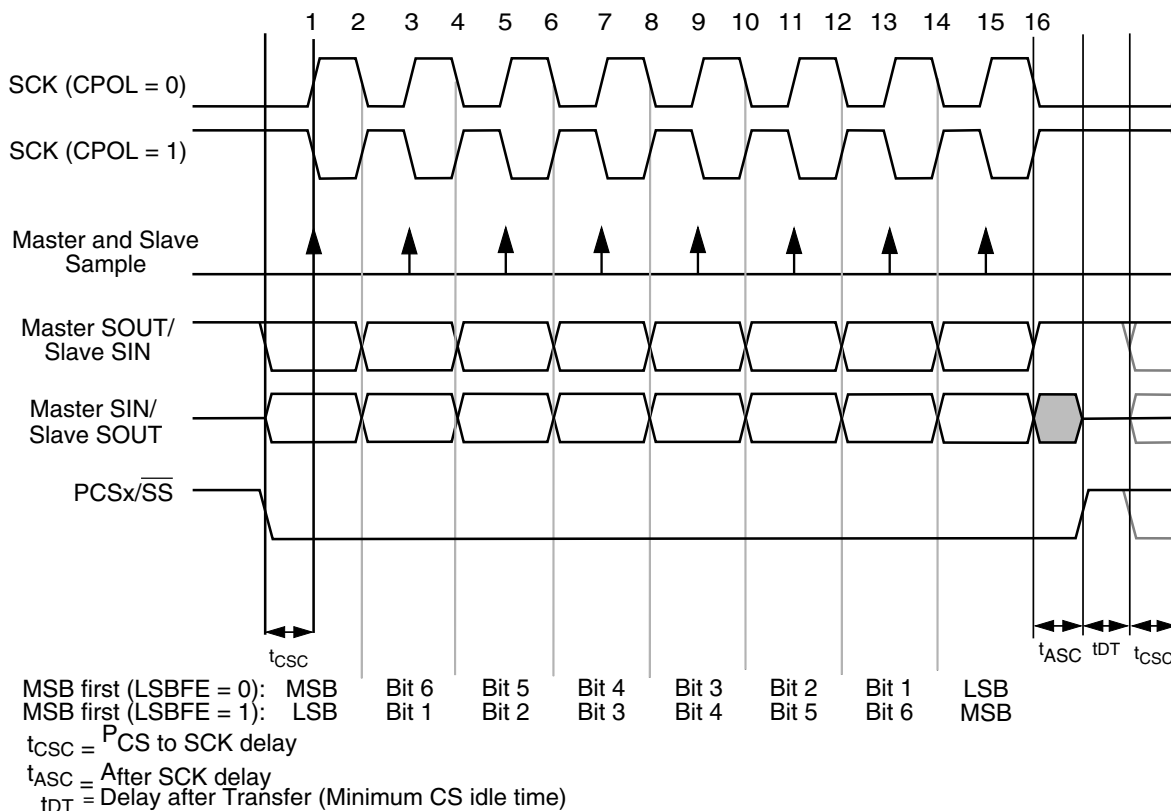 1 2 3 4 5 6 7 8 9 10 11 12 13 14 15 16
SCK (CPOL = 0)
SCK (CPOL = 1)
Master and Slave
Sample
Master SOUT/
Slave SIN
Master SIN/
Slave SOUT
PCSx/SS
tCSC tASC tDT tCSC
MSB first (LSBFE = 0): MSB Bit 6 Bit 5 Bit 4 Bit 3 Bit 2 Bit 1 LSB
MSB first (LSBFE = 1): LSB Bit 1 Bit 2 Bit 3 Bit 4 Bit 5 Bit 6 MSB
tCSC = PCS to SCK delay
tASC = After SCK delay
tDT = Delay after Transfer (Minimum CS idle time)